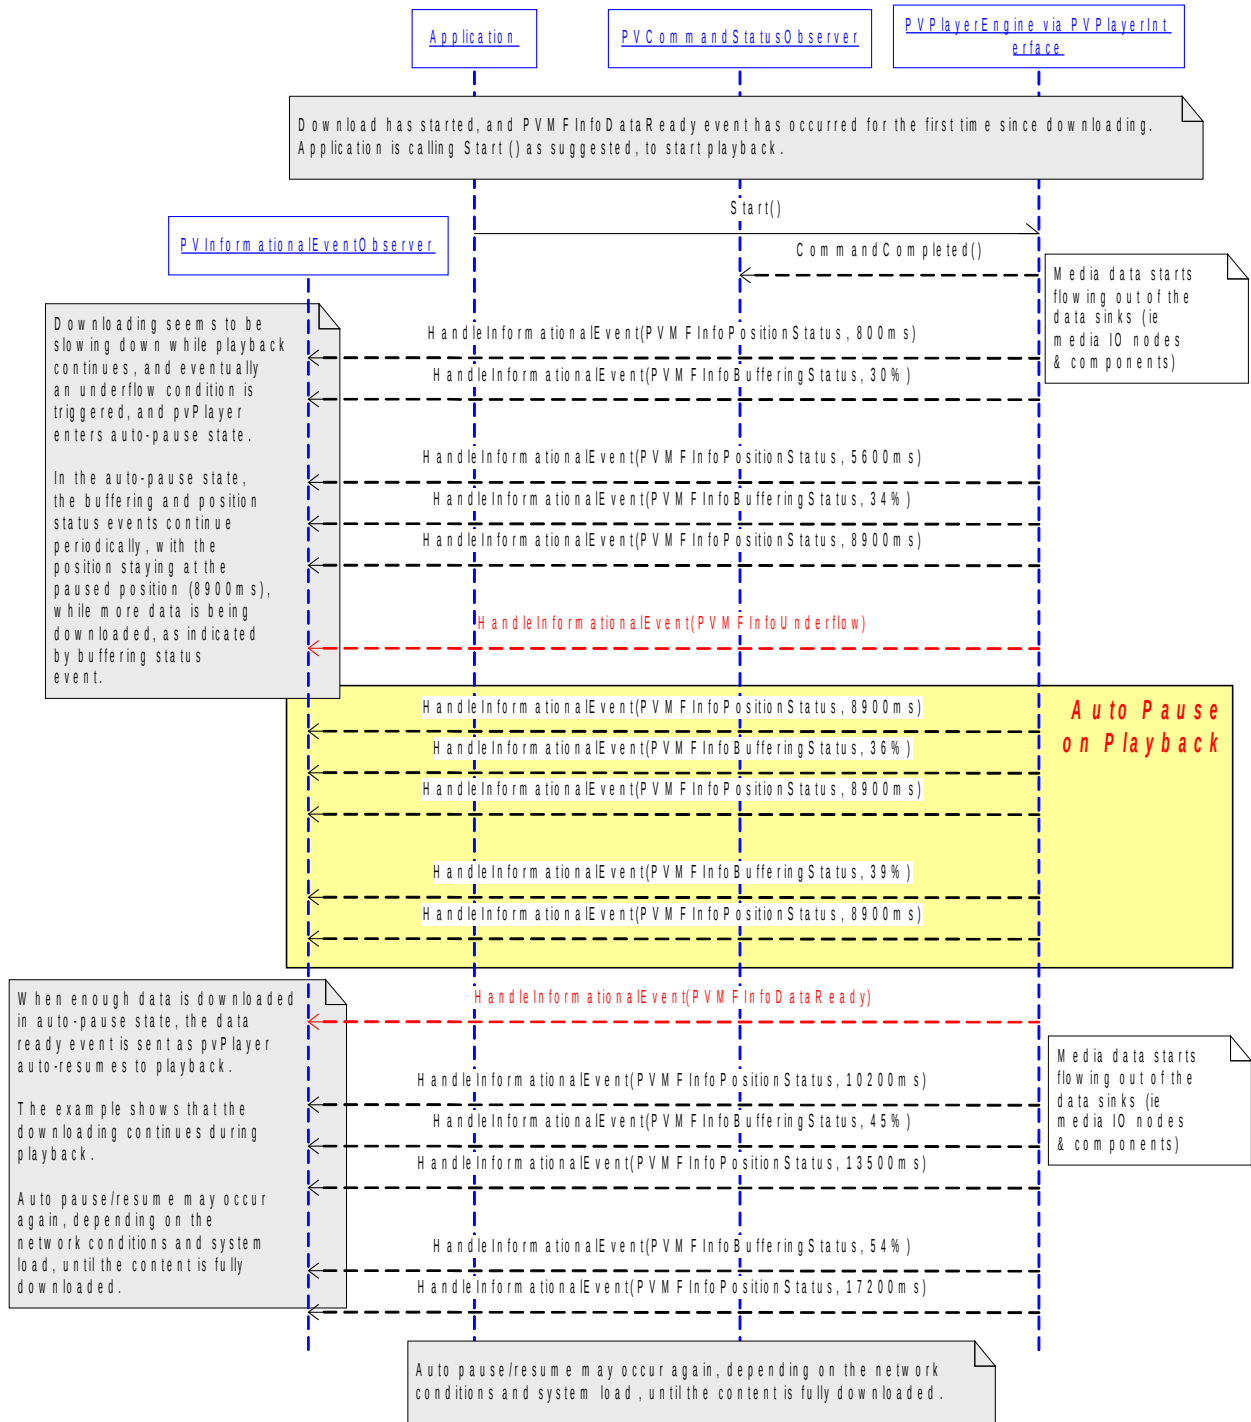 Application
PVCommandStatusObserver
PVPlayerEngine via PVPlayerInt
erface
Download has started, and PVMFInfoDataReady event has occurred for the first time since downloading.
Application is calling Start() as suggested, to start playback.
Start()
PVInformationalEventObserver
CommandCompleted()
Media data starts
flowing out of the
data sinks (ie
media IO nodes
& components)
Downloading seems to be
slowing down while playback
continues, and eventually
an underflow condition is
triggered, and pvPlayer
enters auto-pause state.
In the auto-pause state,
the buffering and position
status events continue
periodically, with the
position staying at the
paused position (8900ms),
while more data is being
downloaded, as indicated
by buffering status
event.
HandleInformationalEvent(PVMFInfoPositionStatus, 800ms)
HandleInformationalEvent(PVMFInfoBufferingStatus, 30%)
HandleInformationalEvent(PVMFInfoPositionStatus, 5600ms)
HandleInformationalEvent(PVMFInfoBufferingStatus, 34%)
HandleInformationalEvent(PVMFInfoPositionStatus, 8900ms)
HandleInformationalEvent(PVMFInfoUnderflow)
Auto Pause
on Playback
HandleInformationalEvent(PVMFInfoPositionStatus, 8900ms)
HandleInformationalEvent(PVMFInfoBufferingStatus, 36%)
HandleInformationalEvent(PVMFInfoPositionStatus, 8900ms)
HandleInformationalEvent(PVMFInfoBufferingStatus, 39%)
HandleInformationalEvent(PVMFInfoPositionStatus, 8900ms)
When enough data is downloaded
in auto-pause state, the data
ready event is sent as pvPlayer
auto-resumes to playback.
The example shows that the
downloading continues during
playback.
Auto pause/resume may occur
again, depending on the
network conditions and system
load, until the content is fully
downloaded.
HandleInformationalEvent(PVMFInfoDataReady)
Media data starts
flowing out of the
data sinks (ie
media IO nodes
& components)
HandleInformationalEvent(PVMFInfoPositionStatus, 10200ms)
HandleInformationalEvent(PVMFInfoBufferingStatus, 45%)
HandleInformationalEvent(PVMFInfoPositionStatus, 13500ms)
HandleInformationalEvent(PVMFInfoBufferingStatus, 54%)
HandleInformationalEvent(PVMFInfoPositionStatus, 17200ms)
Auto pause/resume may occur again, depending on the network
conditions and system load, until the content is fully downloaded.